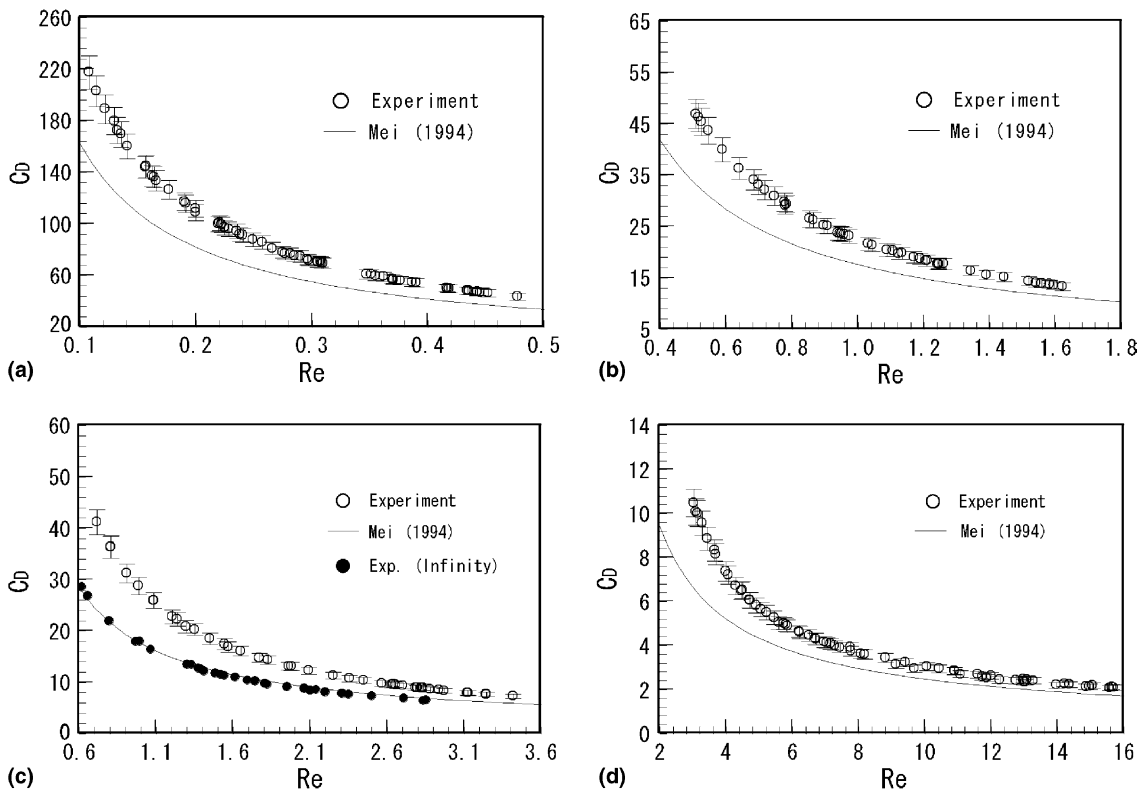 260
220
180
140
100
60
20
CD
Experiment
Mei (1994)
0.1 0.2 0.3 0.4 0.5
(a)
Re
65
55
45
35
25
15
5
CD
Experiment
Mei (1994)
0.4 0.6 0.8 1.0 1.2 1.4 1.6 1.8
(b)
Re
60
50
40
30
20
10
0
CD
Experiment
Mei (1994)
Exp. (Infinity)
0.6 1.1 1.6 2.1 2.6 3.1 3.6
(c)
Re
14
12
10
8
6
4
2
0
CD
Experiment
Mei (1994)
2 4 6 8 10 12 14 16
(d)
Re